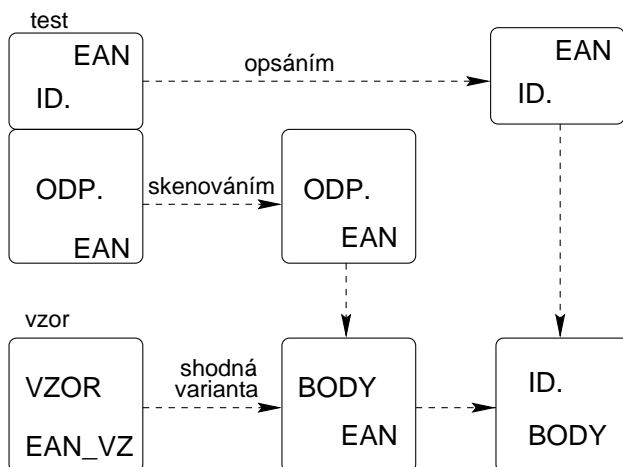 test
EAN
ID.
opsáním
EAN
ID.
ODP.
EAN
skenováním
ODP.
EAN
vzor
VZOR
EAN_VZ
shodná
varianta
BODY
EAN
ID.
BODY